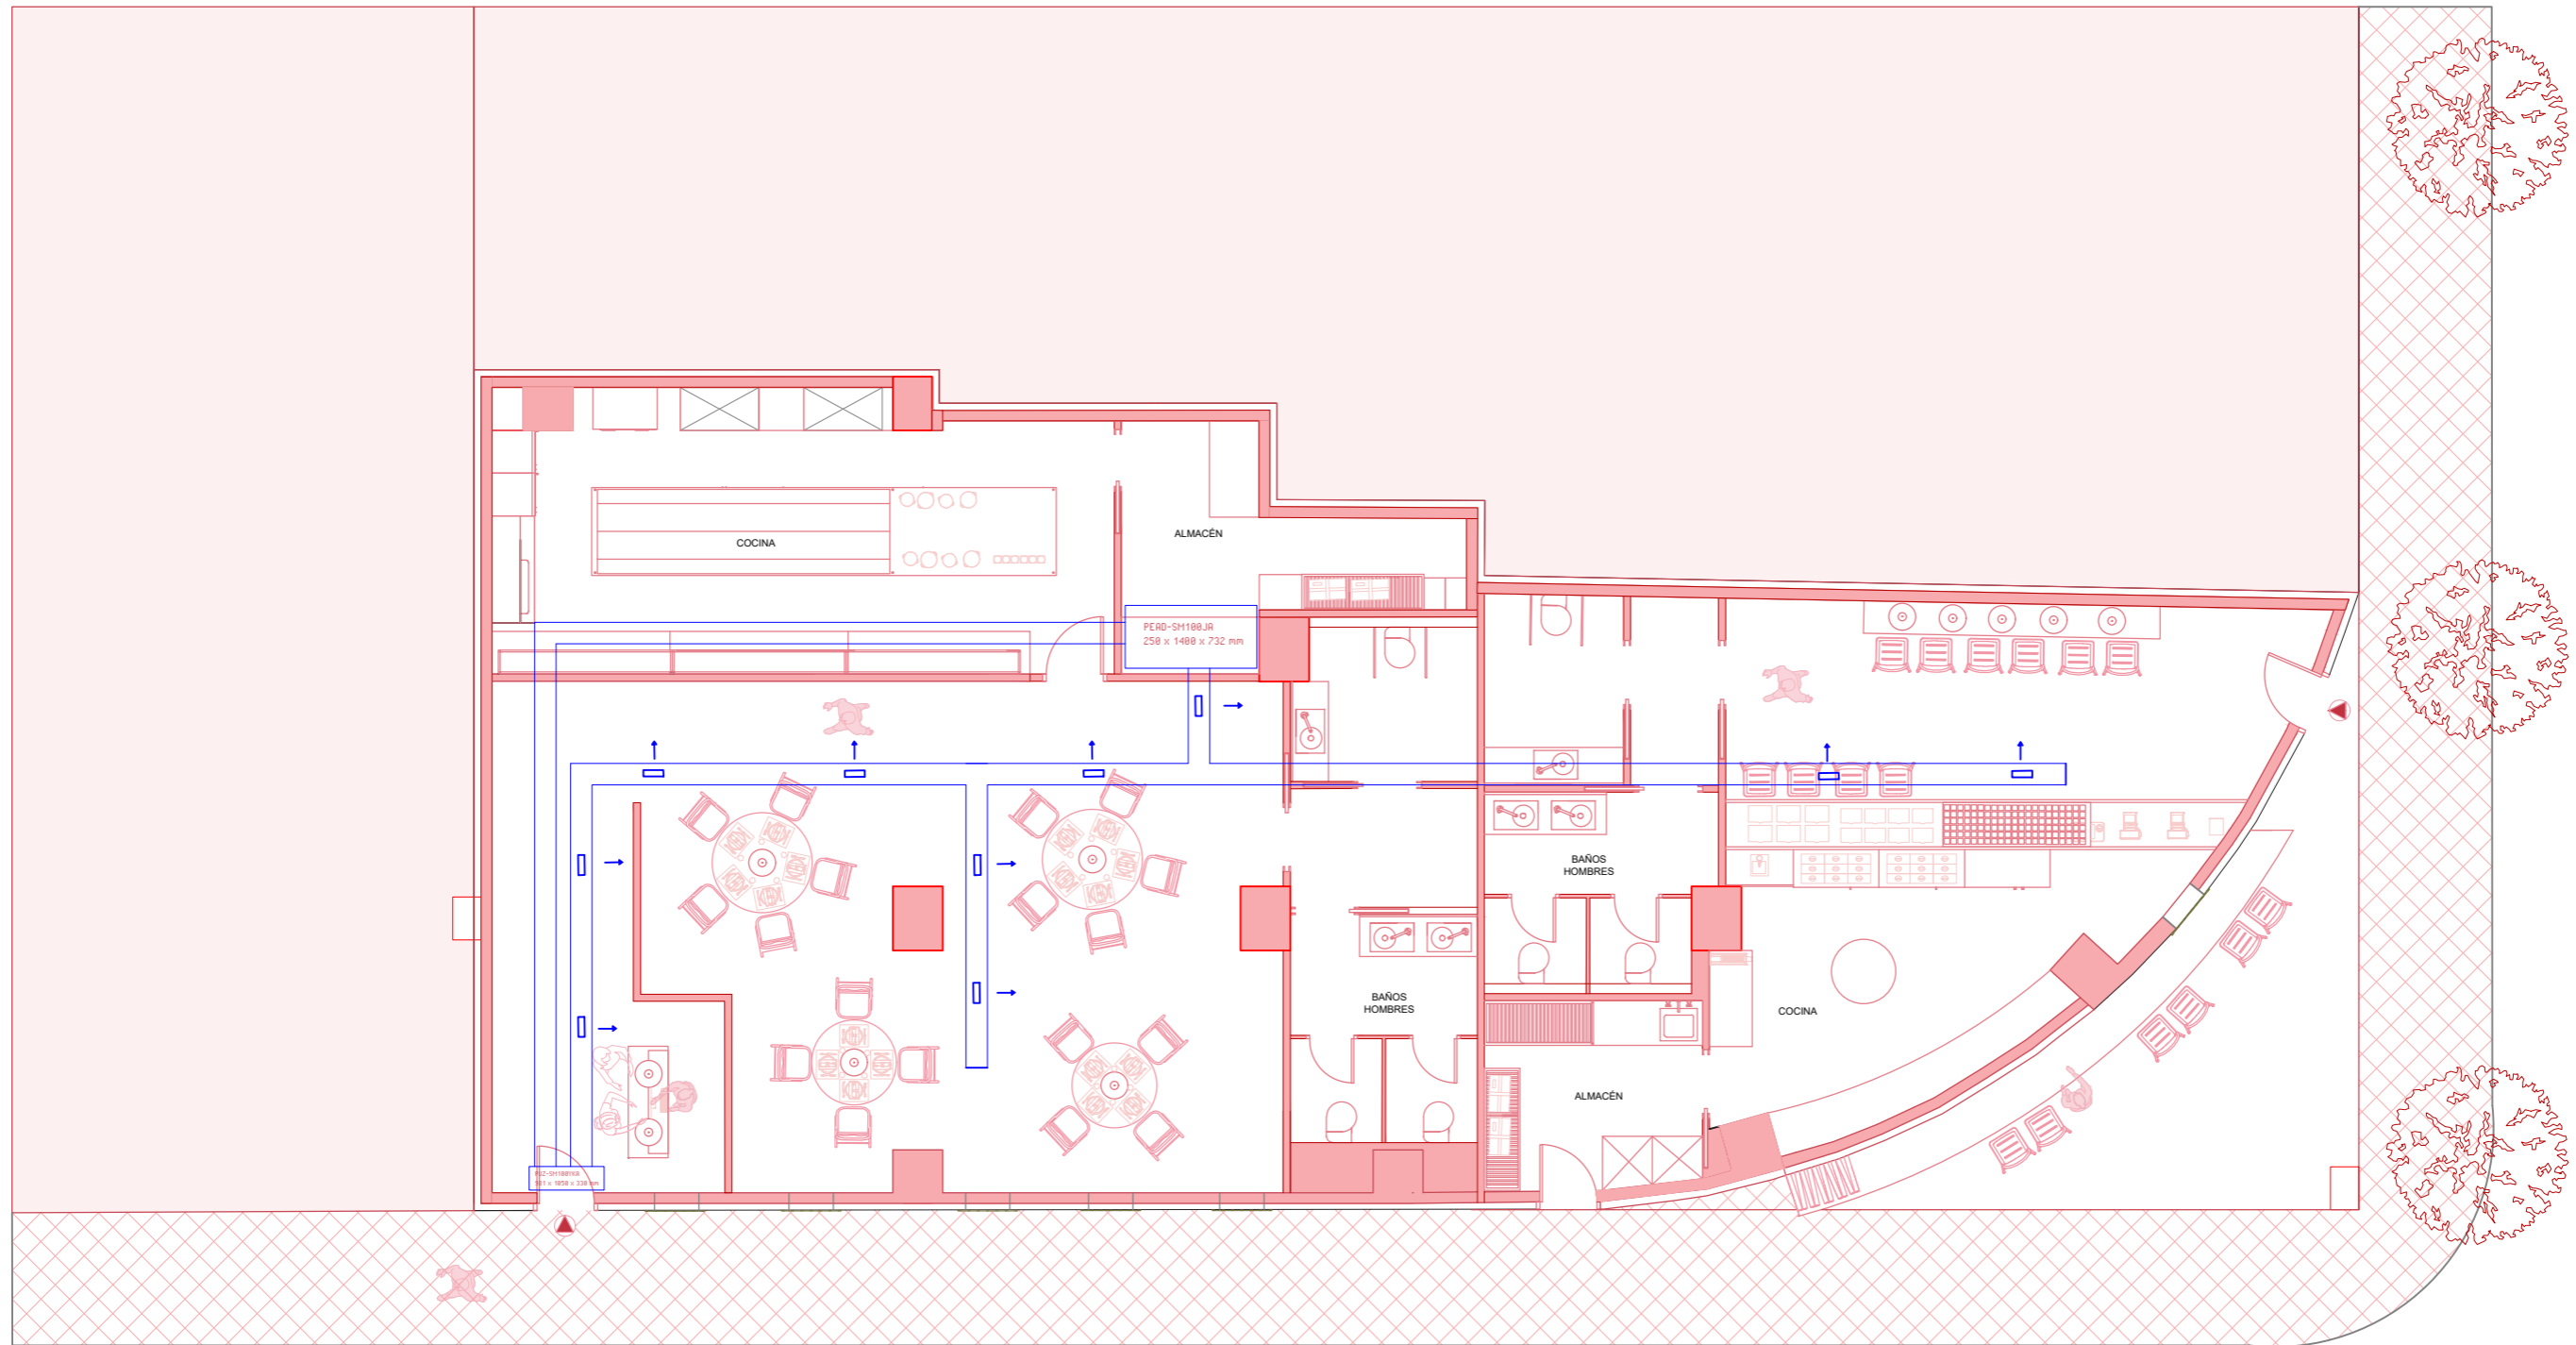 COCINA
ALMACÉN
PEAD-SM100JA
250 x 1400 x 732 mm
BAÑOS
HOMBRES
BAÑOS
HOMBRES
COCINA
ALMACÉN